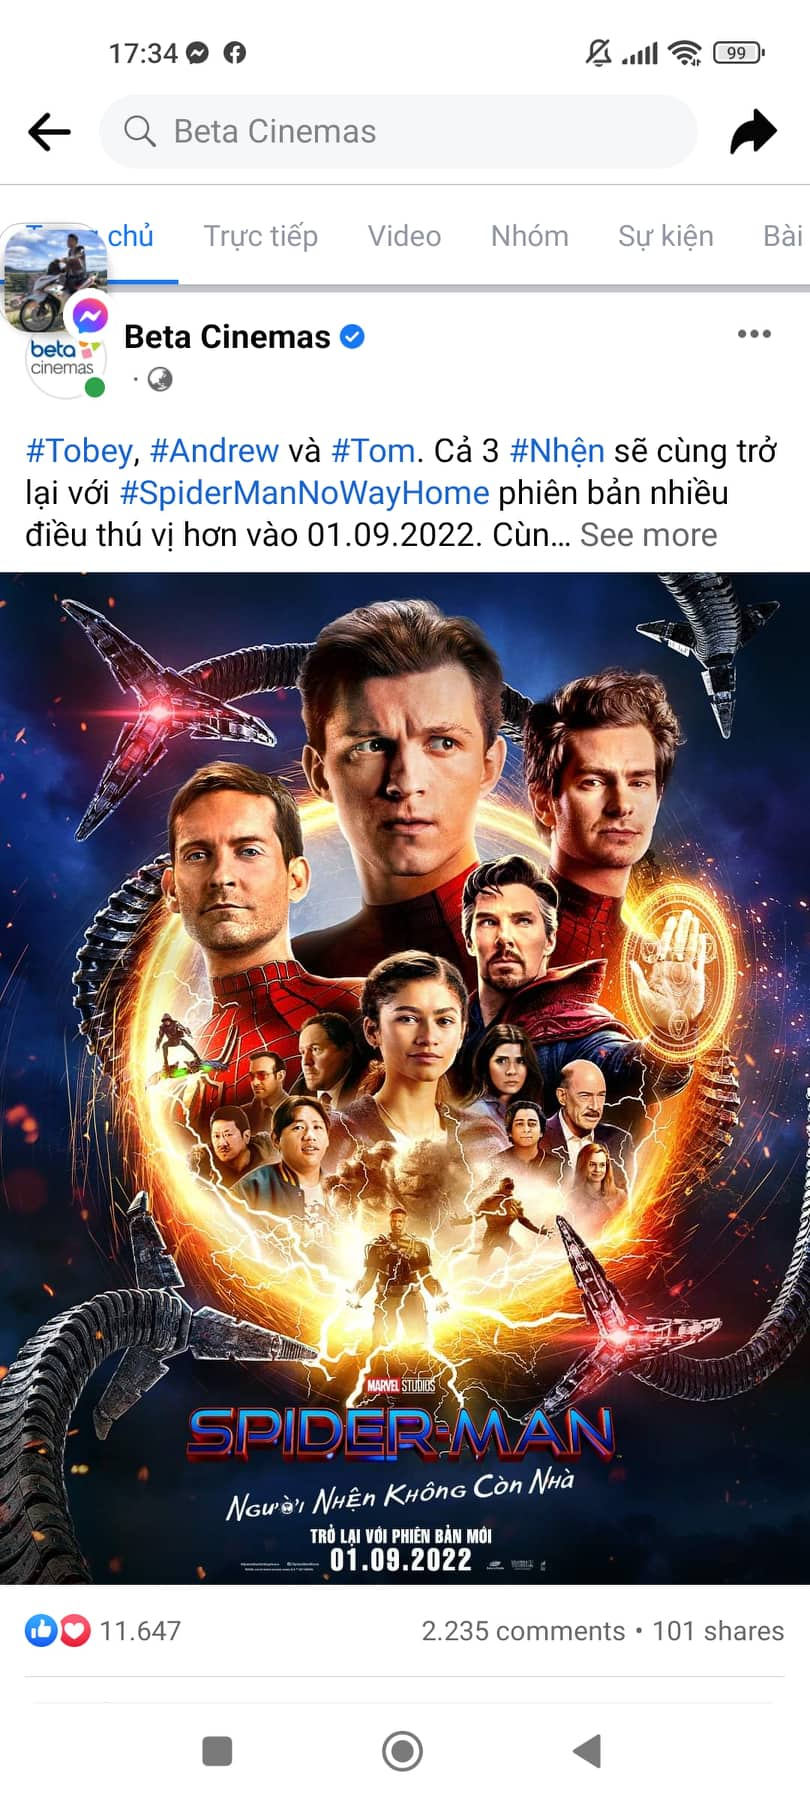 17:34
99
Beta Cinemas
chủ Trực tiếp Video Nhóm Sự kiện Bài
beta
cinemas
Beta Cinemas
#Tobey, #Andrew và #Tom. Cả 3 #Nhện sẽ cùng trở
lại với #SpiderManNoWayHome phiên bản nhiều
điều thú vị hơn vào 01.09.2022. Cùn... See more
MARVEL STUDIOS
SPIDER-MAN
NGƯỜI NHỆN KHÔNG CÒN NHÀ
TRỞ LẠI VỚI PHIÊN BẢN MỚI
01.09.2022
11.647
2.235 comments • 101 shares